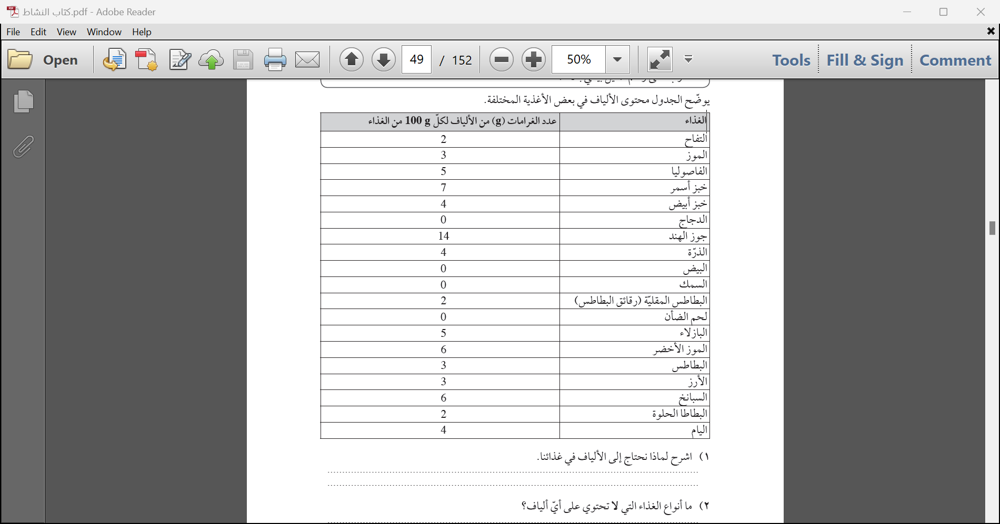 كتاب النشاط.pdf - Adobe Reader
File Edit View Window Help
Open 49 / 152 50% Tools Fill & Sign Comment
يوضّح الجدول محتوى الألياف في بعض الأغذية المختلفة.
الغذاء عدد الغرامات (g) من الألياف لكلّ 100 g من الغذاء
التفاح 2
الموز 3
الفاصوليا 5
خبز أسمر 7
خبز أبيض 4
الدجاج 0
جوز الهند 14
الذرّة 4
البيض 0
السمك 0
البطاطس المقليّة (رقائق البطاطس) 2
لحم الضأن 0
البازلاء 5
الموز الأخضر 6
البطاطس 3
الأرز 3
السبانخ 6
البطاطا الحلوة 2
اليام 4
١) اشرح لماذا نحتاج إلى الألياف في غذائنا.
٢) ما أنواع الغذاء التي لا تحتوي على أيّ ألياف؟